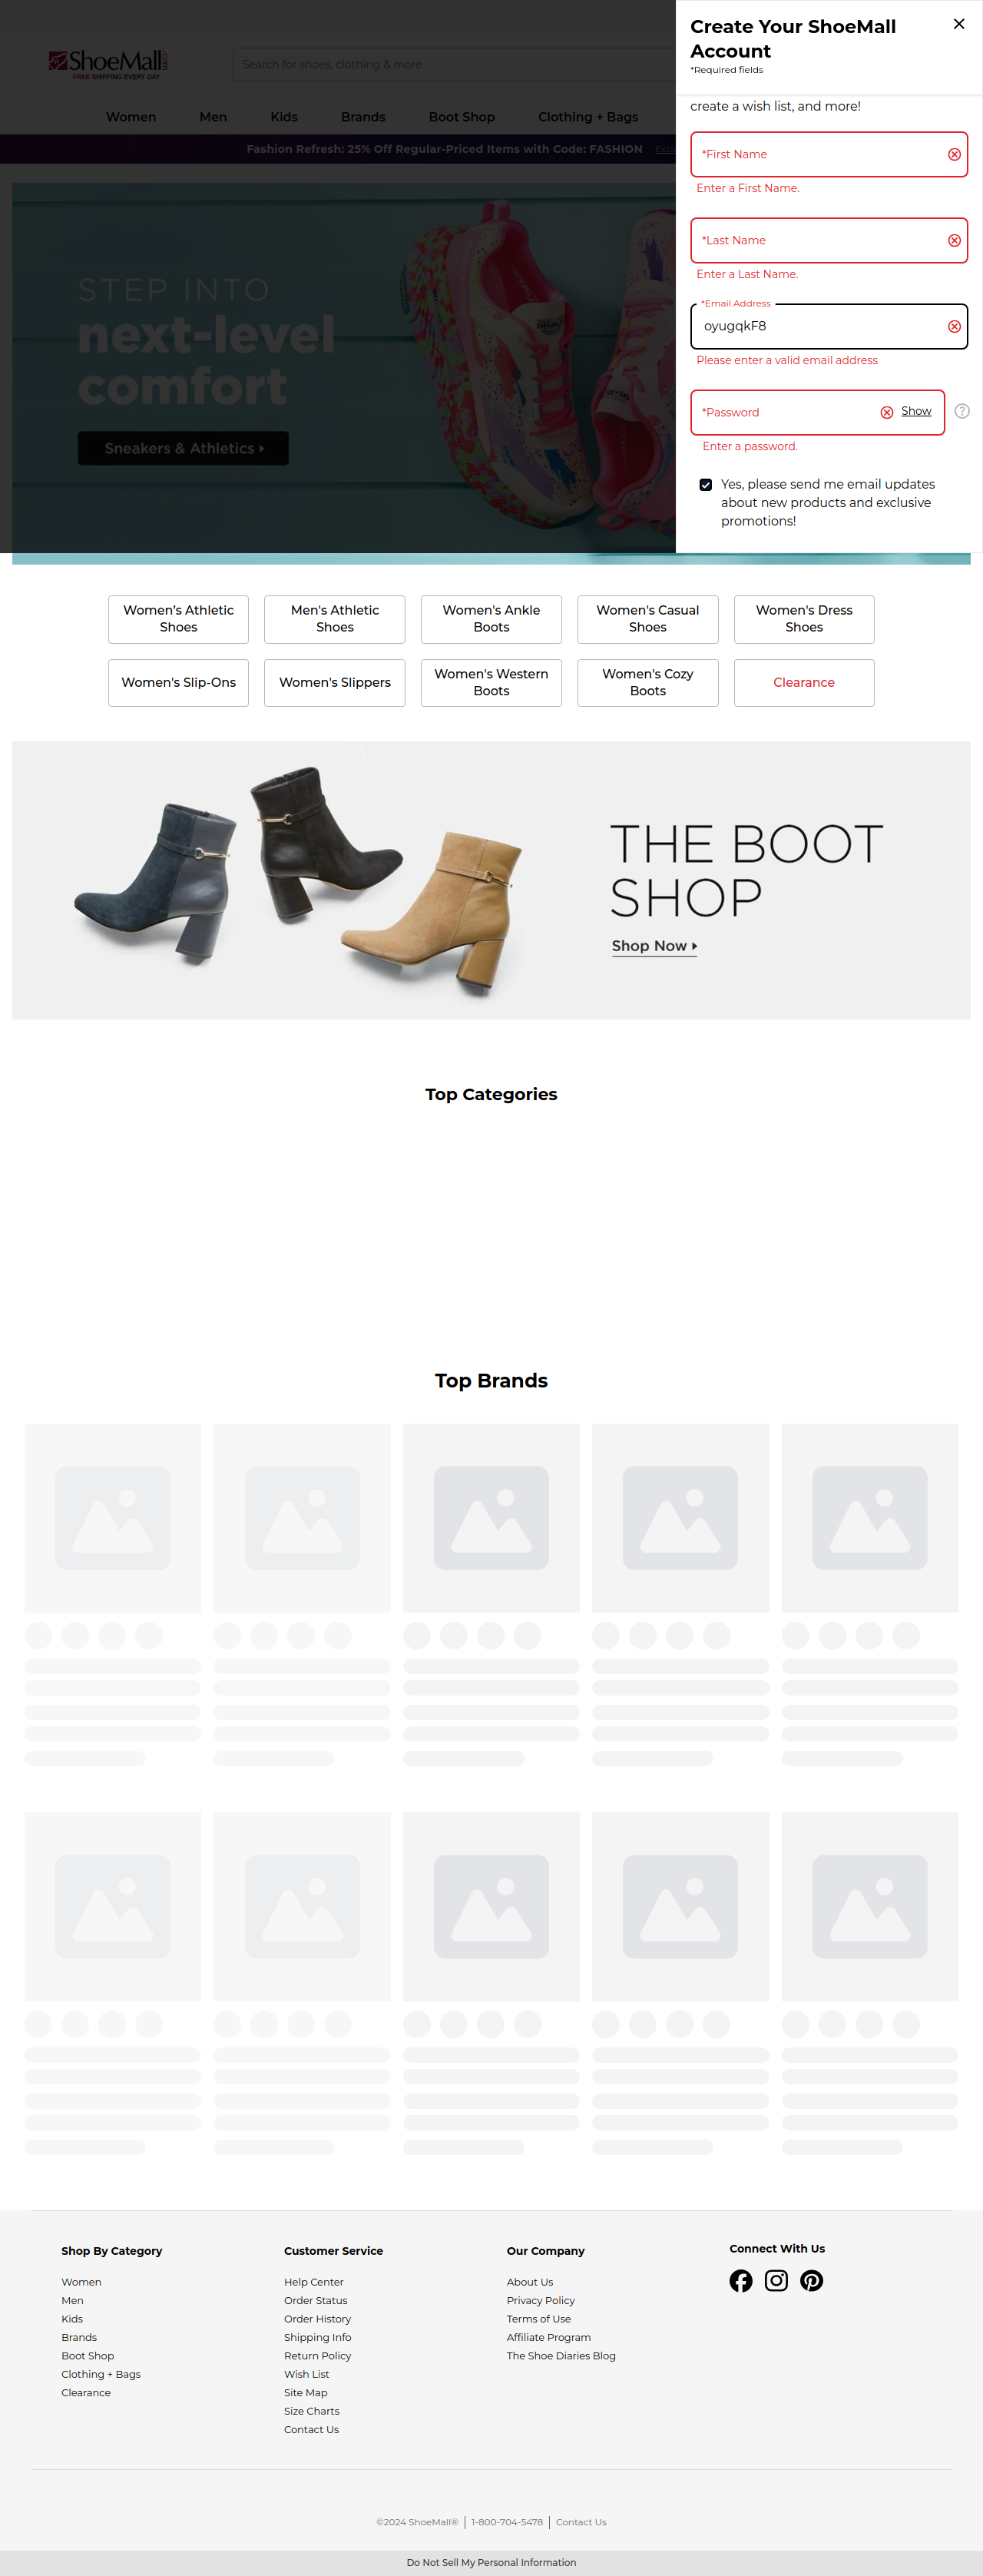 Create Your ShoeMall
Account
*Required fields
create a wish list, and more!
*First Name
Enter a First Name.
*Last Name
Enter a Last Name.
*Email Address
oyugqkF8
Please enter a valid email address
*Password
Show
Enter a password.
Yes, please send me email updates
about new products and exclusive
promotions!
ShoeMall.com
FREE SHIPPING EVERY DAY
Search for shoes, clothing & more
Women Men Kids Brands Boot Shop Clothing + Bags
Fashion Refresh: 25% Off Regular-Priced Items with Code: FASHION
STEP INTO
next-level
comfort
Sneakers & Athletics
Women's Athletic
Shoes
Men's Athletic
Shoes
Women's Ankle
Boots
Women's Casual
Shoes
Women's Dress
Shoes
Women's Slip-Ons
Women's Slippers
Women's Western
Boots
Women's Cozy
Boots
Clearance
THE BOOT
SHOP
Shop Now
Top Categories
Top Brands
Shop By Category
Women
Men
Kids
Brands
Boot Shop
Clothing + Bags
Clearance
Customer Service
Help Center
Order Status
Order History
Shipping Info
Return Policy
Wish List
Site Map
Size Charts
Contact Us
Our Company
About Us
Privacy Policy
Terms of Use
Affiliate Program
The Shoe Diaries Blog
Connect With Us
©2024 ShoeMall® | 1-800-704-5478 | Contact Us
Do Not Sell My Personal Information